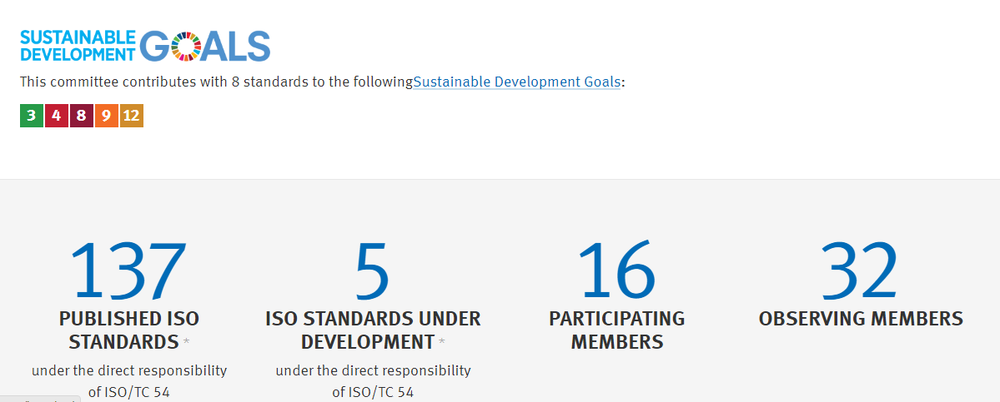 SUSTAINABLE
DEVELOPMENT GOALS
This committee contributes with 8 standards to the followingSustainable Development Goals:
3 4 8 9 12
137 5 16 32
PUBLISHED ISO ISO STANDARDS UNDER PARTICIPATING OBSERVING MEMBERS
STANDARDS * DEVELOPMENT * MEMBERS
under the direct responsibility under the direct responsibility
of ISO/TC 54 of ISO/TC 54